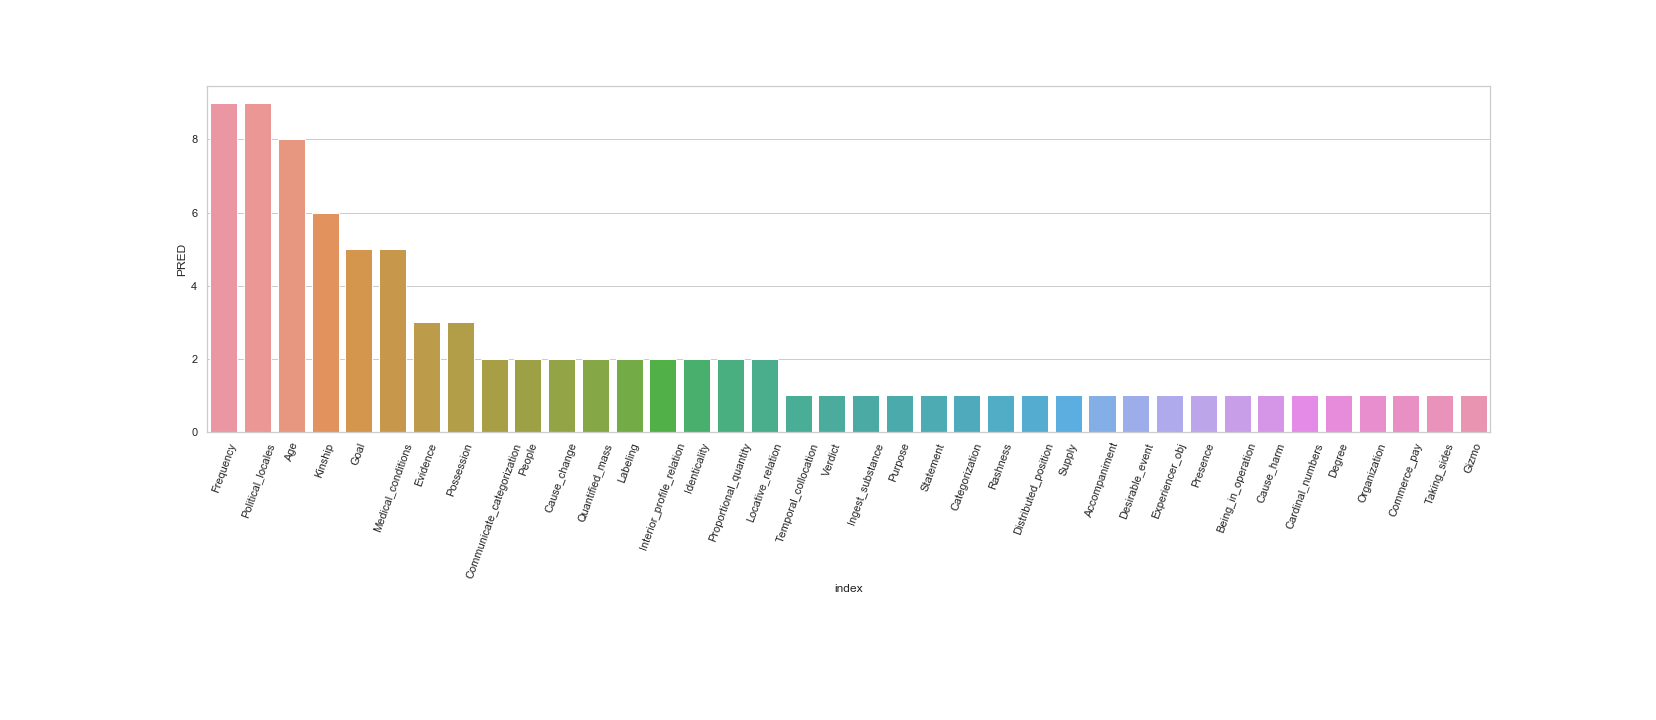 8
6
4
2
0
PRED
Frequency
Political_locales
Age
Kinship
Goal
Medical_conditions
Evidence
Possession
Communicate_categorization
People
Cause_change
Quantified_mass
Labeling
Interior_profile_relation
Identicality
Proportional_quantity
Locative_relation
Temporal_collocation
Verdict
Ingest_substance
Purpose
Statement
Categorization
Rashness
Distributed_position
Supply
Accompaniment
Desirable_event
Experiencer_obj
Presence
Being_in_operation
Cause_harm
Cardinal_numbers
Degree
Organization
Commerce_pay
Taking_sides
Gizmo
index